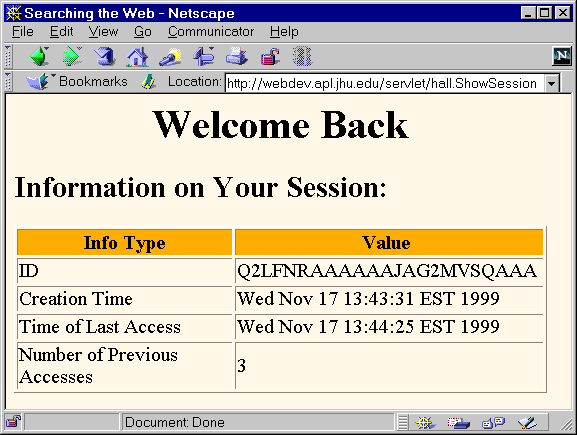 Searching the Web - Netscape
File Edit View Go Communicator Help
N
Bookmarks Location: http://webdev.apl.jhu.edu/servlet/hall.ShowSession
Welcome Back
Information on Your Session:
Info Type Value
ID Q2LFNRAAAAAAJAG2MVSQAAA
Creation Time Wed Nov 17 13:43:31 EST 1999
Time of Last Access Wed Nov 17 13:44:25 EST 1999
Number of Previous
Accesses 3
Document: Done